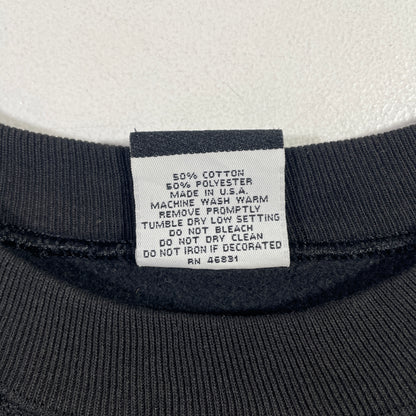 50% COTTON
50% POLYESTER
MADE IN U.S.A.
MACHINE WASH WARM
REMOVE PROMPTLY
TUMBLE DRY LOW SETTING
DO NOT BLEACH
DO NOT DRY CLEAN
DO NOT IRON IF DECORATED
RN 46831